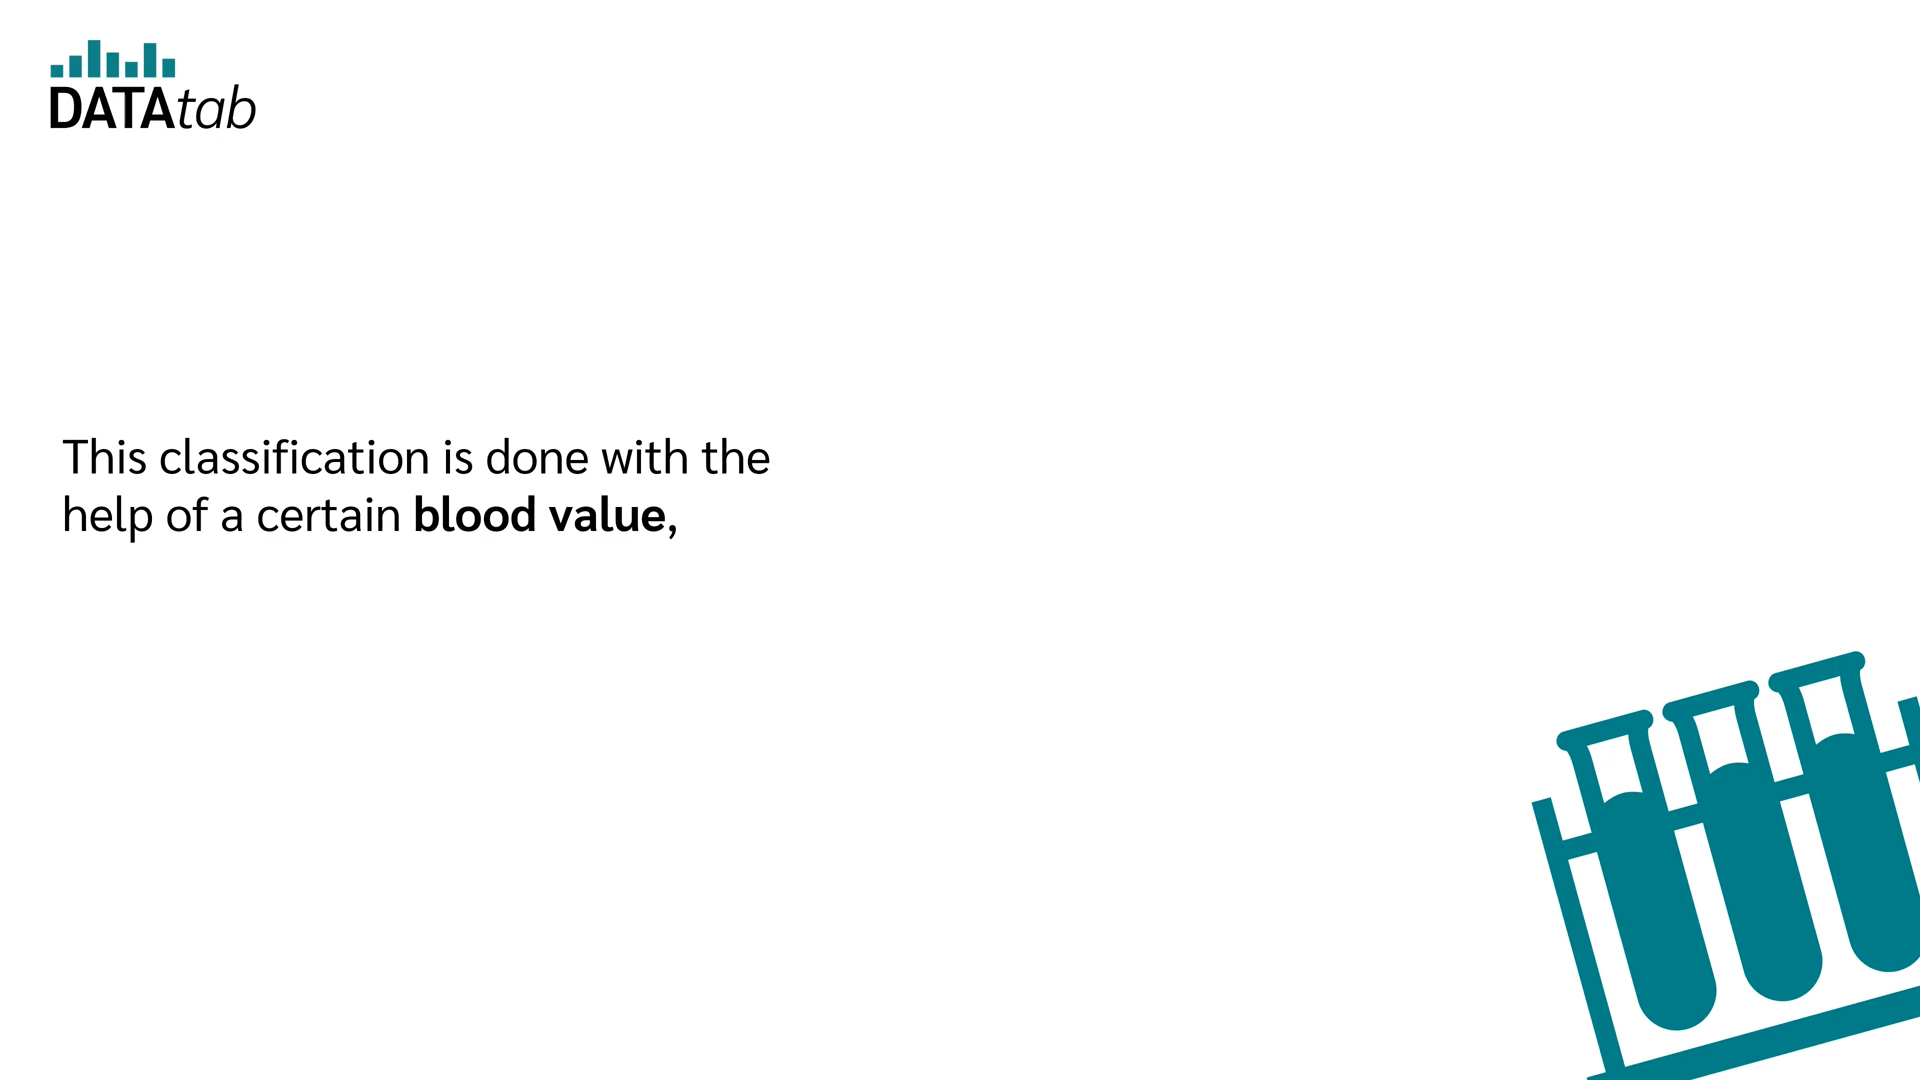 DATAtab
This classification is done with the
help of a certain blood value,